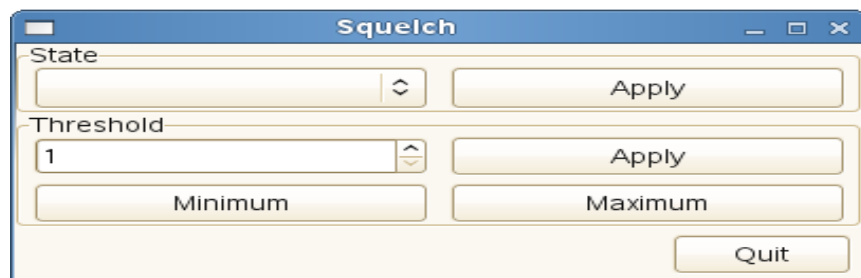 Squelch
State
Apply
Threshold
1 Apply
Minimum Maximum
Quit